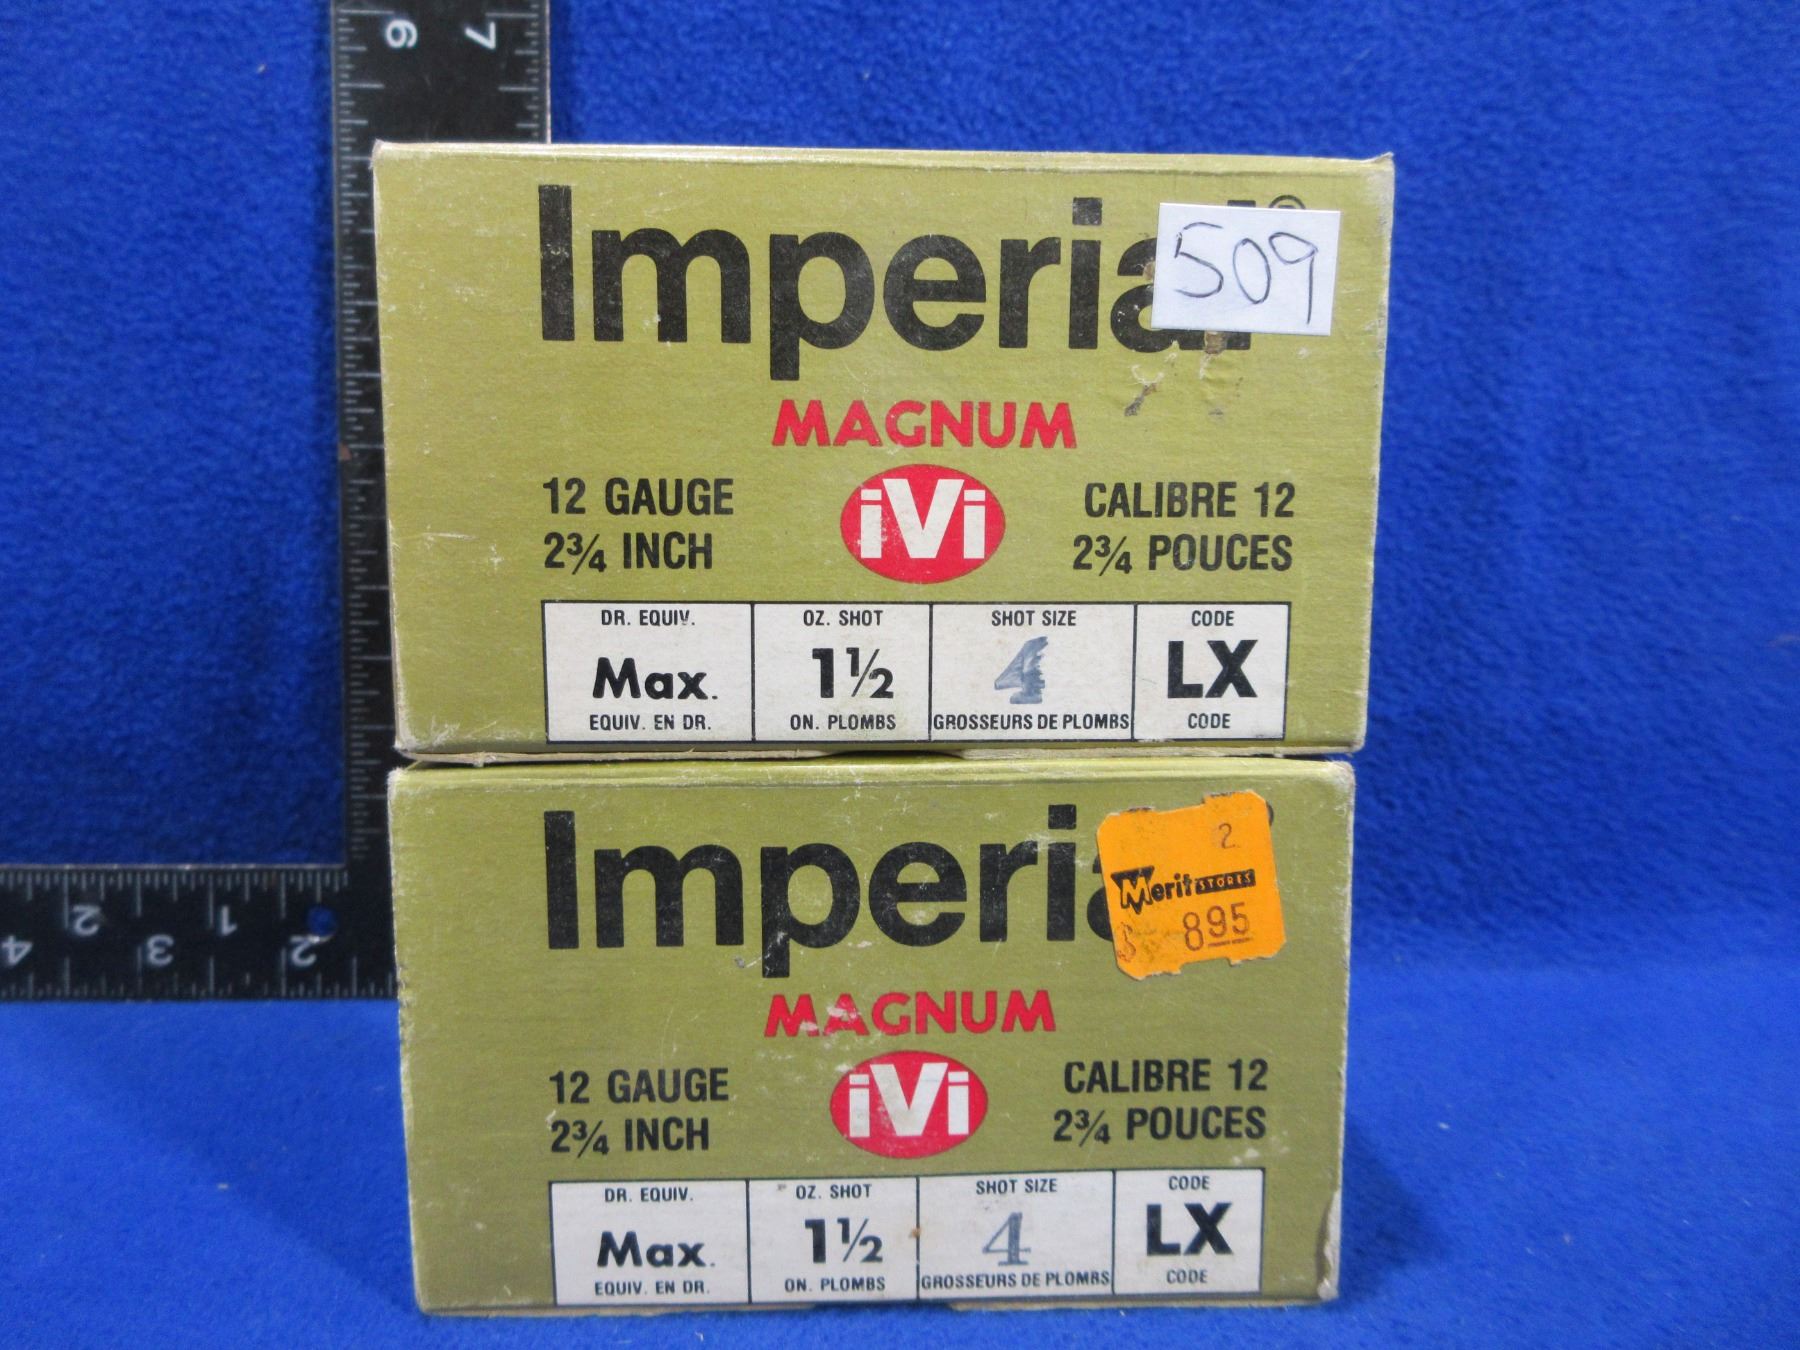 6 7
Imperial®
509
MAGNUM
iVi
12 GAUGE
2¾ INCH
CALIBRE 12
2¾ POUCES
DR. EQUIV.
Max.
EQUIV. EN DR.
OZ. SHOT
1½
ON. PLOMBS
SHOT SIZE
4
GROSSEURS DE PLOMBS
CODE
LX
CODE
Imperia
2
Merit STORES
$ 895
MAGNUM
iVi
12 GAUGE
2¾ INCH
CALIBRE 12
2¾ POUCES
DR. EQUIV.
Max.
EQUIV. EN DR.
OZ. SHOT
1½
ON. PLOMBS
SHOT SIZE
4
GROSSEURS DE PLOMBS
CODE
LX
CODE
2 1
4 3 2